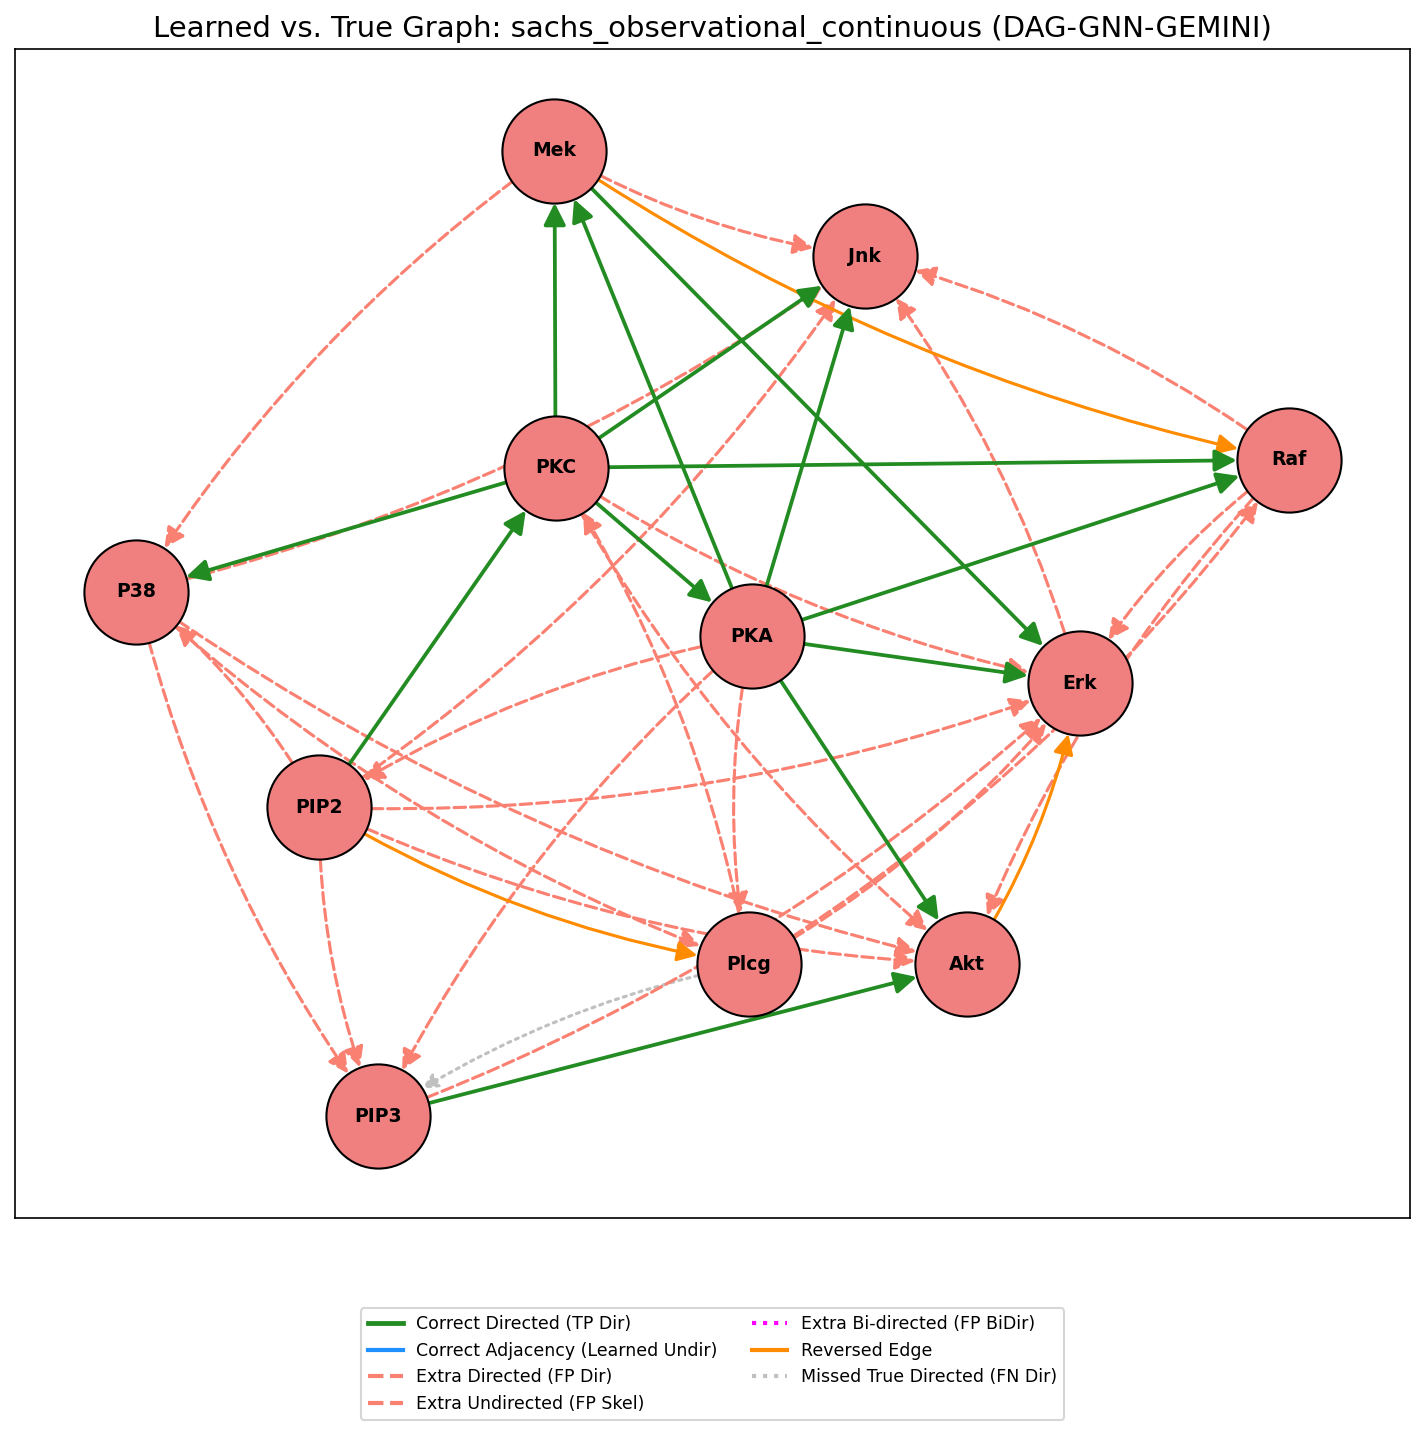 Learned vs. True Graph: sachs_observational_continuous (DAG-GNN-GEMINI)
Mek
Jnk
PKC
Raf
P38
PKA
Erk
PIP2
Plcg
Akt
PIP3
Correct Directed (TP Dir)
Correct Adjacency (Learned Undir)
Extra Directed (FP Dir)
Extra Undirected (FP Skel)
Extra Bi-directed (FP BiDir)
Reversed Edge
Missed True Directed (FN Dir)